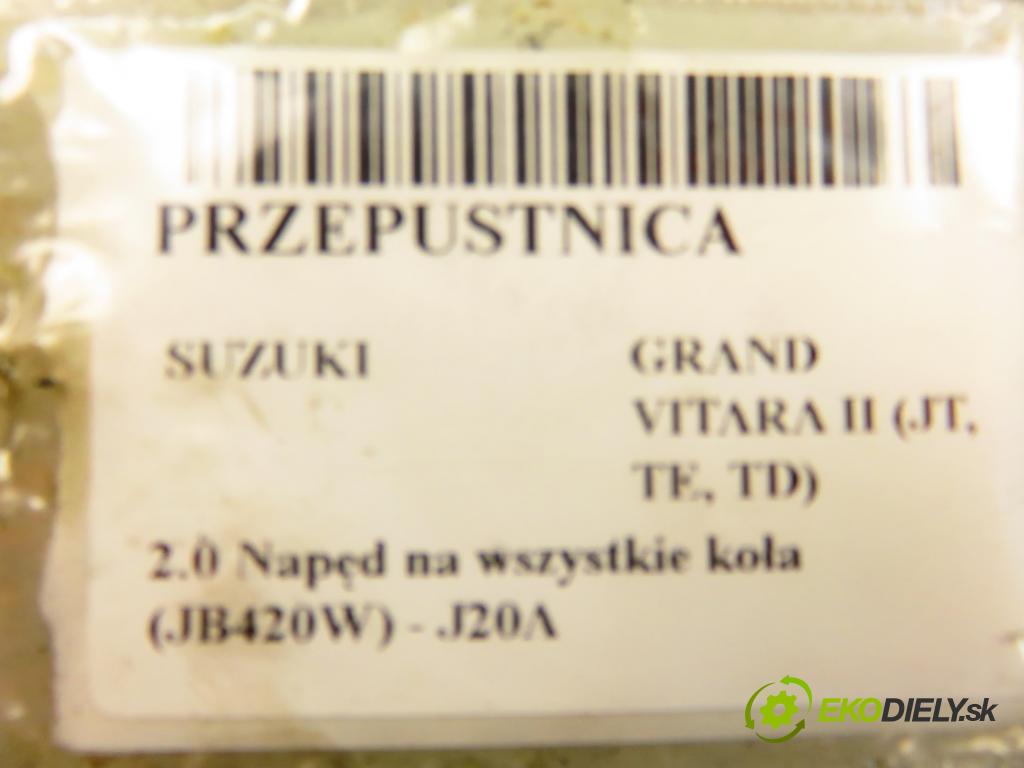 PRZEPUSTNICA
SUZUKI
GRAND
VITARA II (JT,
TE, TD)
2.0 Napęd na wszystkie koła
(JB420W) - J20A
EKODIELY.sk